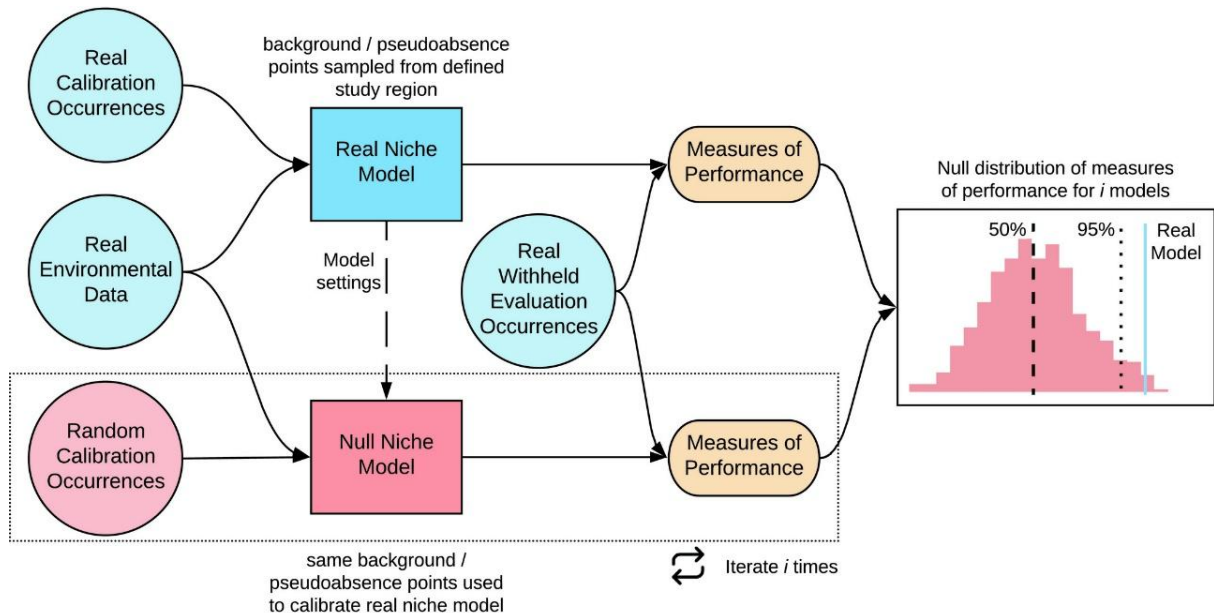 Real
Calibration
Occurrences
background / pseudoabsence
points sampled from defined
study region
Real Niche
Model
Measures of
Performance
Null distribution of measures
of performance for i models
50%
95%
Real
Model
Real
Environmental
Data
Model
settings
Real
Withheld
Evaluation
Occurrences
Random
Calibration
Occurrences
Null Niche
Model
Measures of
Performance
same background /
pseudoabsence points used
to calibrate real niche model
Iterate i times